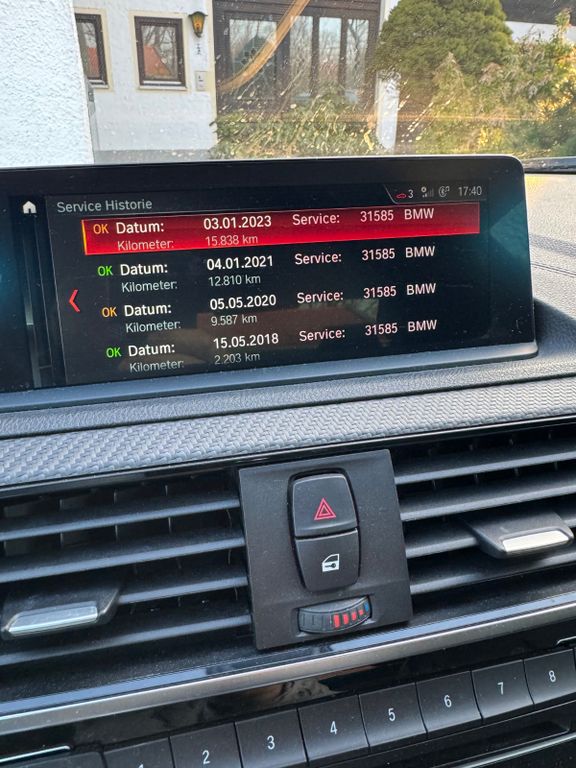 Service Historie
3 17:40
OK Datum: 03.01.2023 Service: 31585 BMW
Kilometer: 15.838 km
OK Datum: 04.01.2021 Service: 31585 BMW
Kilometer: 12.810 km
OK Datum: 05.05.2020 Service: 31585 BMW
Kilometer: 9.587 km
OK Datum: 15.05.2018 Service: 31585 BMW
Kilometer: 2.203 km
1 2 3 4 5 6 7 8